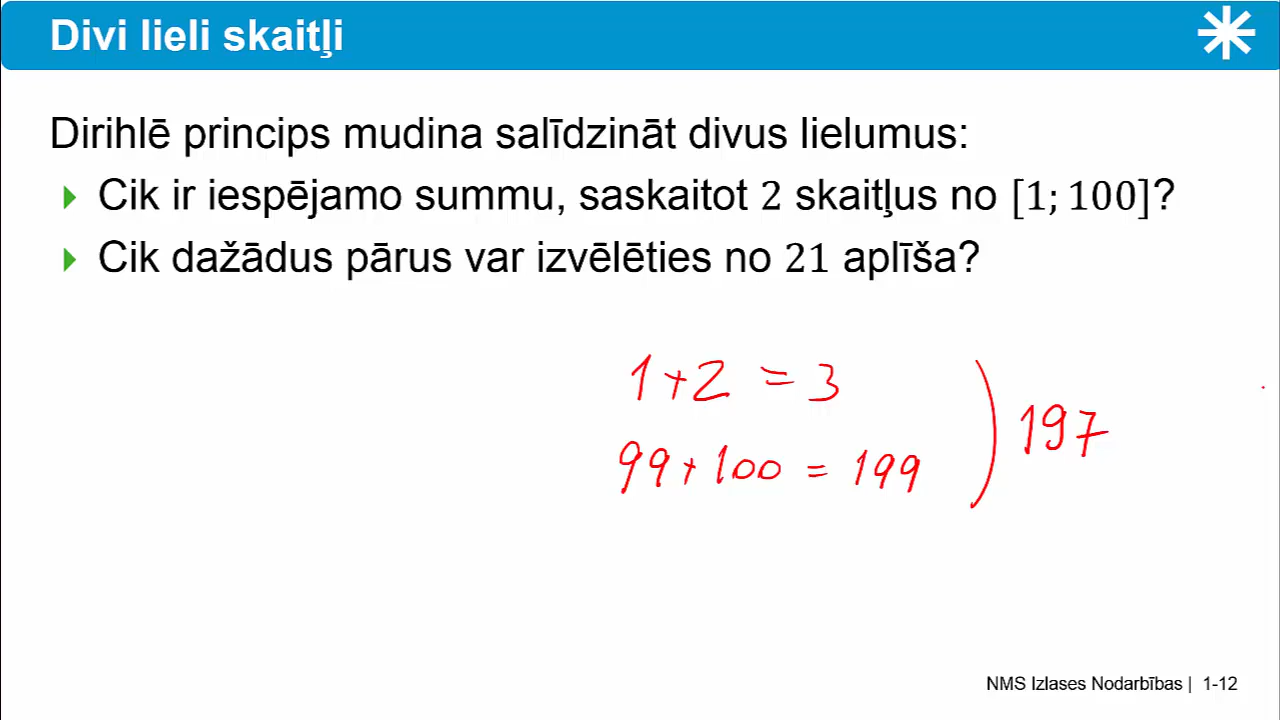 Divi lieli skaitļi
Dirihlē princips mudina salīdzināt divus lielumus:
Cik ir iespējamo summu, saskaitot 2 skaitļus no [1; 100]?
Cik dažādus pārus var izvēlēties no 21 aplīša?
1+2 = 3
99+100 = 199
197
NMS Izlases Nodarbības | 1-12